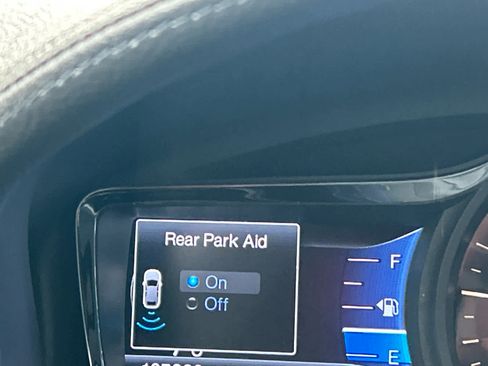 Rear Park Aid
On
Off
F
E